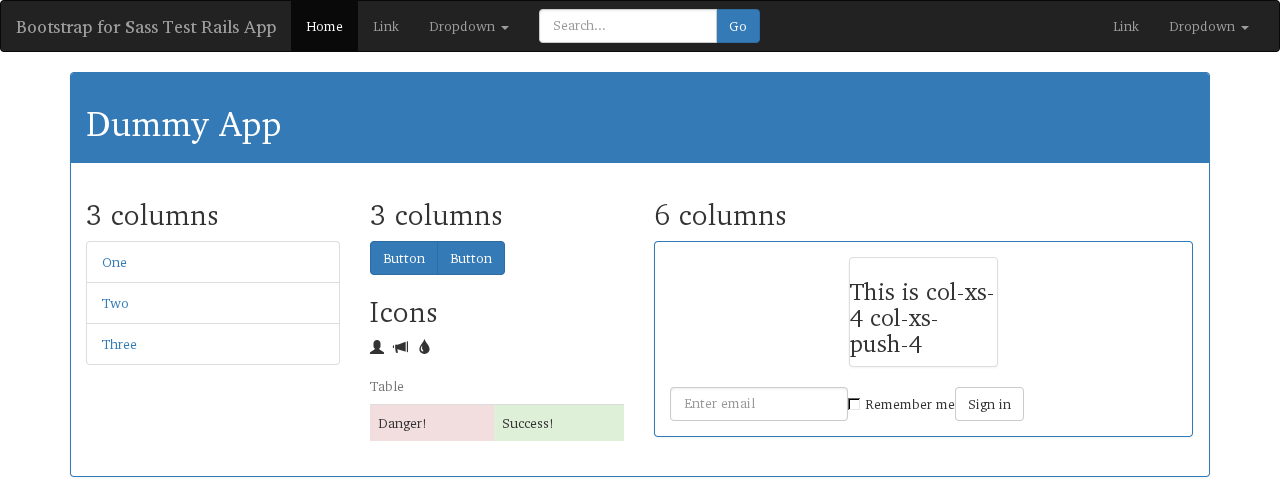 Bootstrap for Sass Test Rails App Home Link Dropdown Search... Go Link Dropdown
Dummy App
3 columns
One
Two
Three
3 columns
Button Button
Icons
Table
Danger! Success!
6 columns
This is col-xs-
4 col-xs-
push-4
Enter email Remember me Sign in